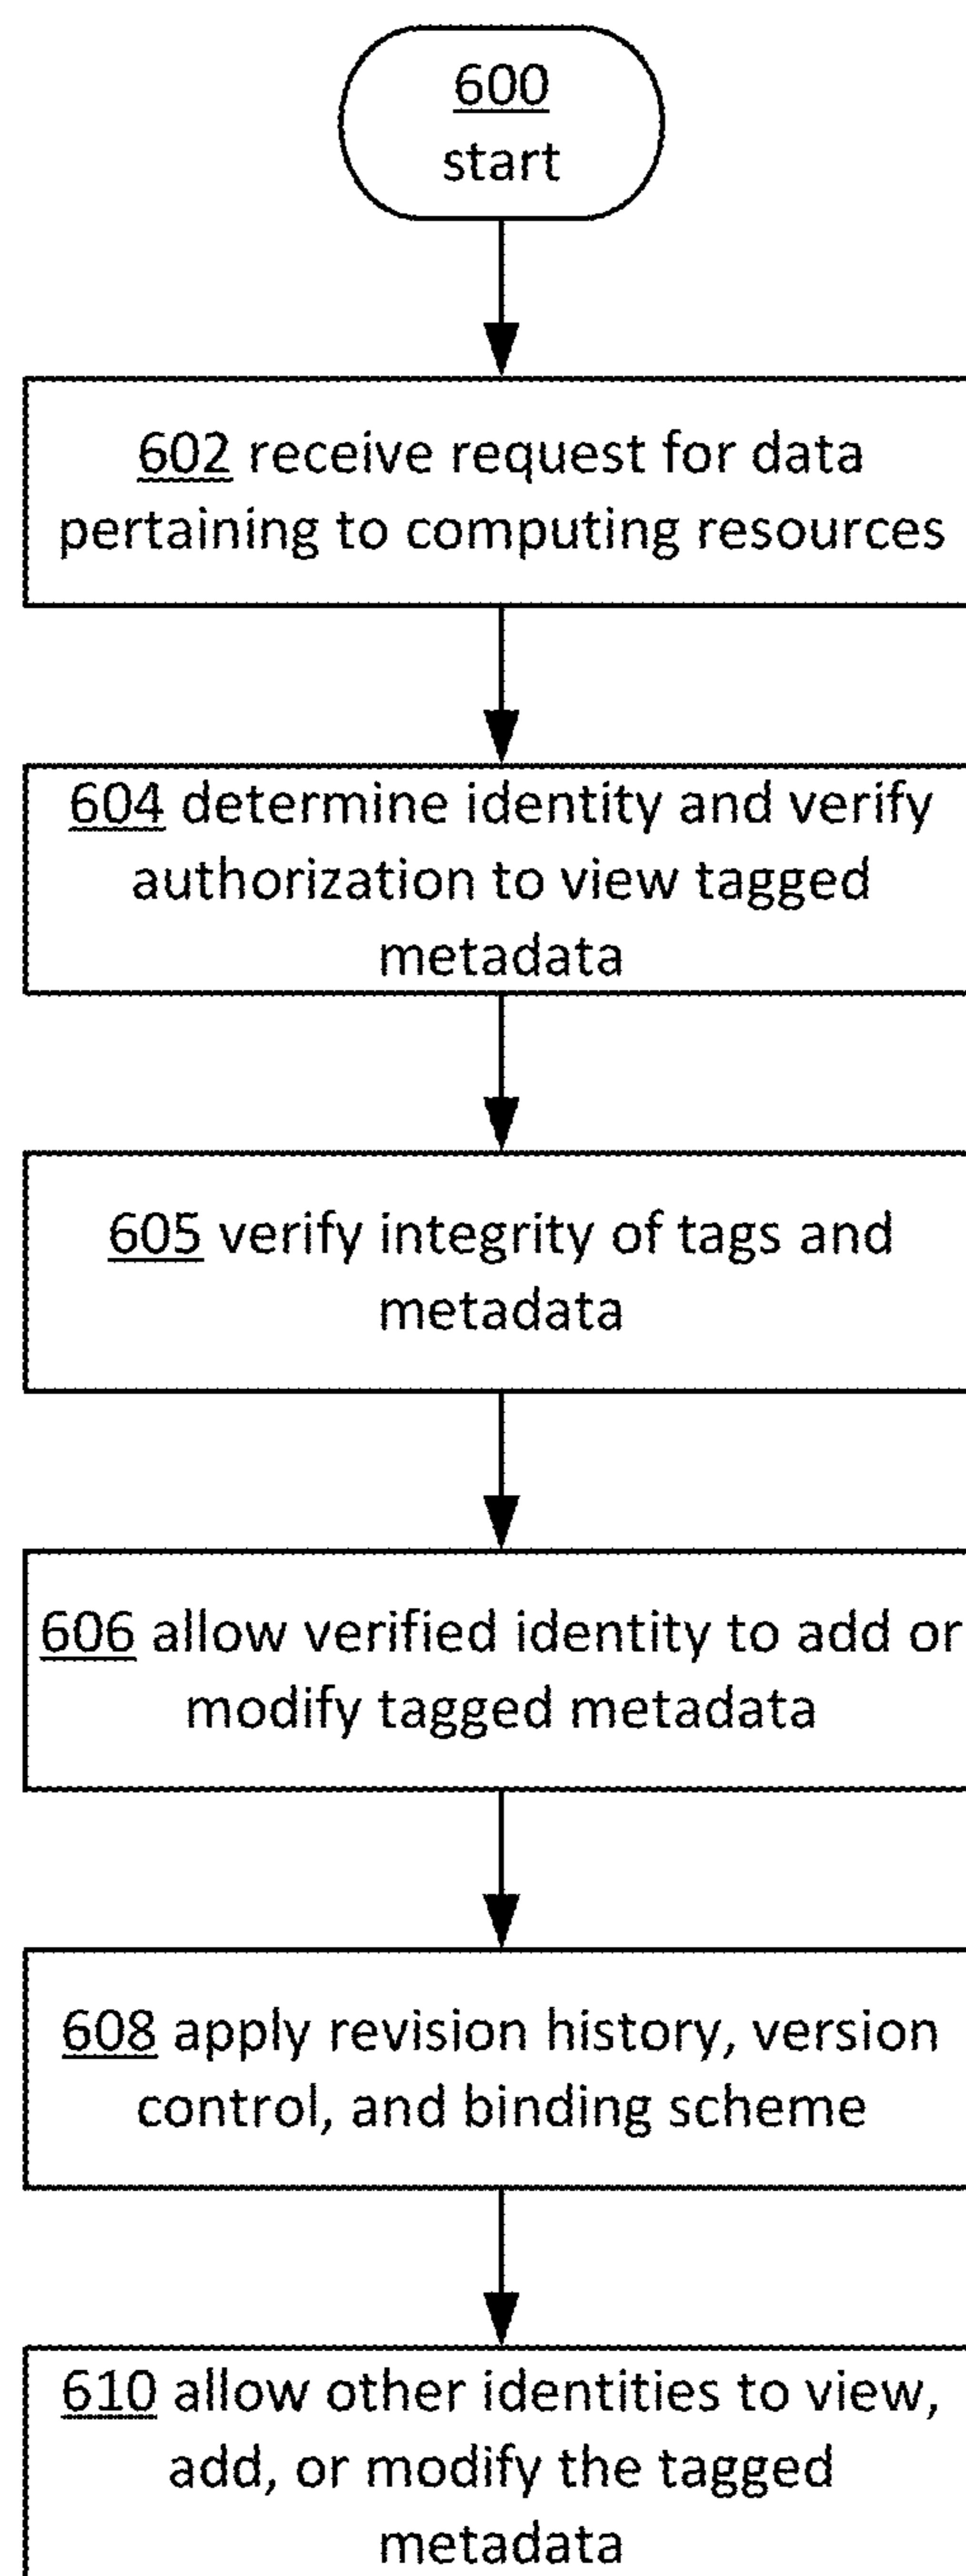 600
start
602 receive request for data
pertaining to computing resources
604 determine identity and verify
authorization to view tagged
metadata
605 verify integrity of tags and
metadata
606 allow verified identity to add or
modify tagged metadata
608 apply revision history, version
control, and binding scheme
610 allow other identities to view,
add, or modify the tagged
metadata